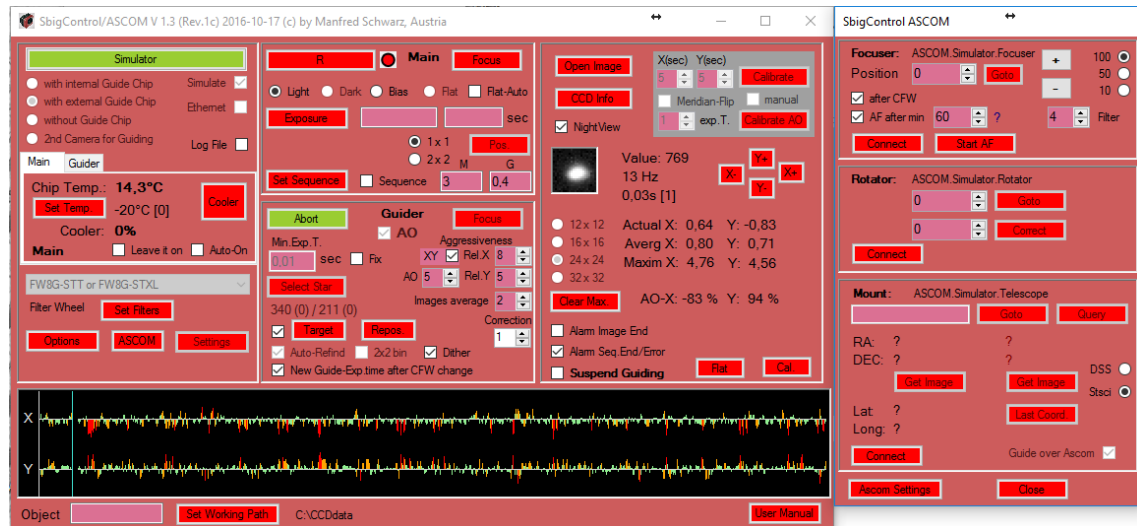 SbigControl/ASCOM V 1.3 (Rev.1c) 2016-10-17 (c) by Manfred Schwarz, Austria
Simulator
with internal Guide Chip Simulate
with external Guide Chip
Ethernet
without Guide Chip
2nd Camera for Guiding Log File
Main Guider
Chip Temp.: 14,3°C
Set Temp. -20°C [0] Cooler
Cooler: 0%
Main Leave it on Auto-On
FW8G-STT or FW8G-STXL
Filter Wheel Set Filters
Options ASCOM Settings
R Main Focus
Light Dark Bias Flat Flat-Auto
Exposure sec
1 x 1 Pos.
2 x 2 M G
Set Sequence Sequence 3 0,4
Abort Guider Focus
AO
Min.Exp.T. Aggressiveness
0,01 sec Fix XY Rel.X 8
Select Star AO 5 Rel.Y 5
Images average 2
340 (0) / 211 (0)
Correction
Target Repos. 1
Auto-Refind 2x2 bin Dither
New Guide-Exp.time after CFW change
Open Image X(sec) Y(sec)
5 5 Calibrate
CCD Info Meridian-Flip manual
1 exp.T. Calibrate AO
NightView
Value: 769 Y+
13 Hz X- X+
0,03s [1] Y-
12 x 12 Actual X: 0,64 Y: -0,83
16 x 16 Averg X: 0,80 Y: 0,71
24 x 24 Maxim X: 4,76 Y: 4,56
32 x 32
Clear Max. AO-X: -83 % Y: 94 %
Alarm Image End
Alarm Seq.End/Error
Suspend Guiding Flat Cal.
X
Y
Object Set Working Path C:\CCDdata User Manual
SbigControl ASCOM
Focuser: ASCOM.Simulator.Focuser + 100
Position 0 Goto 50
after CFW - 10
AF after min 60 ? 4 Filter
Connect Start AF
Rotator: ASCOM.Simulator.Rotator
0 Goto
0 Correct
Connect
Mount: ASCOM.Simulator.Telescope
Goto Query
RA: ? ?
DEC: ? ?
DSS
Get Image Get Image
Stsci
Lat ? Last Coord.
Long: ?
Connect Guide over Ascom
Ascom Settings Close